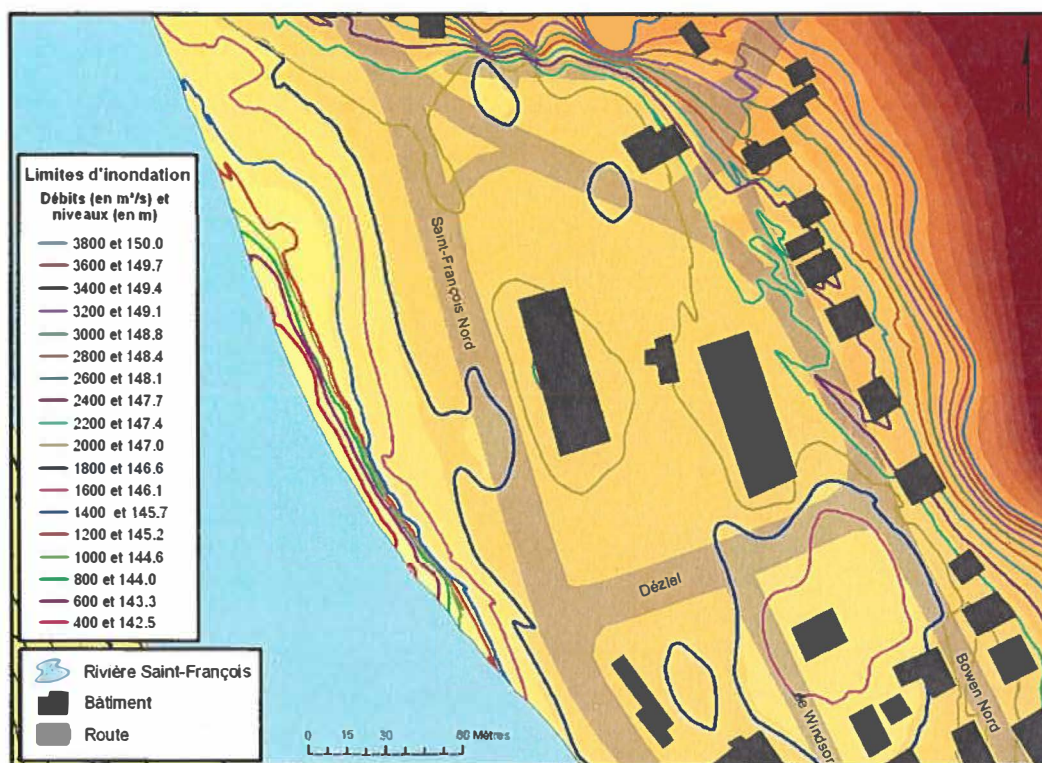 Limites d'inondation
Débits (en m³/s) et
niveaux (en m)
3800 et 150.0
3600 et 149.7
3400 et 149.4
3200 et 149.1
3000 et 148.8
2800 et 148.4
2600 et 148.1
2400 et 147.7
2200 et 147.4
2000 et 147.0
1800 et 146.6
1600 et 146.1
1400 et 145.7
1200 et 145.2
1000 et 144.6
800 et 144.0
600 et 143.3
400 et 142.5
Rivière Saint-François
Bâtiment
Route
0 15 30 60 Mètres
Saint-François Nord
Déziel
de Windsor
Bowen Nord